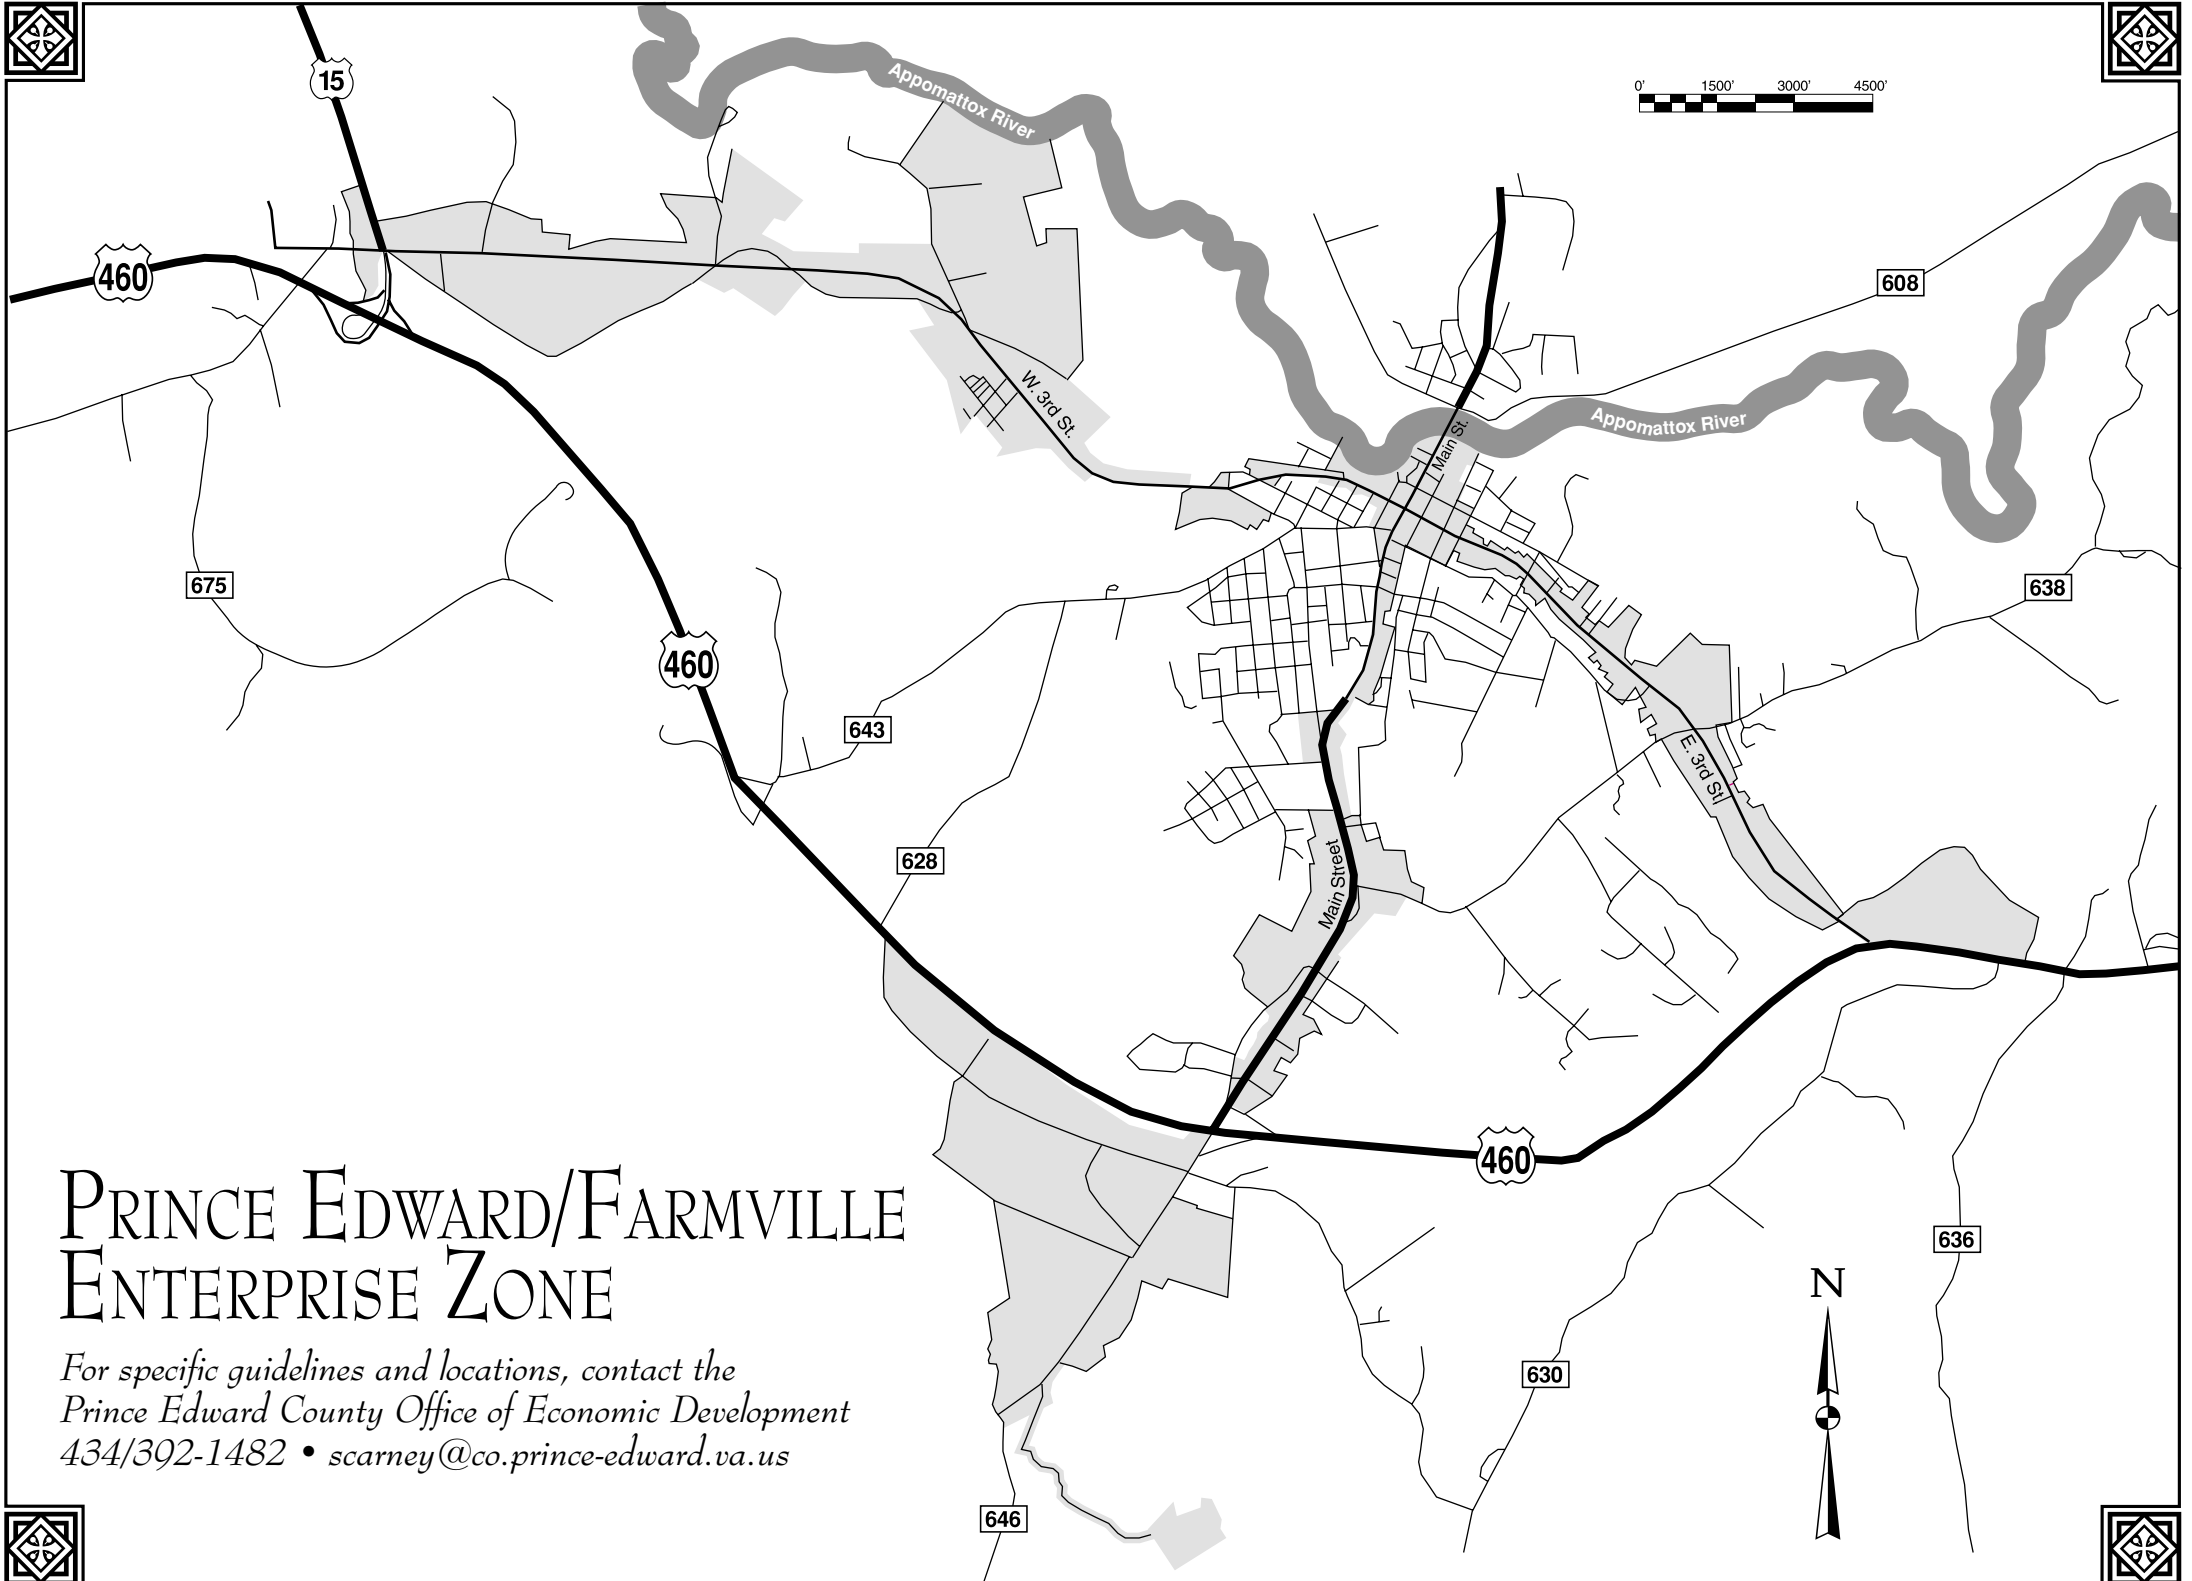 15
Appomattox River
0' 1500' 3000' 4500'
460
608
W. 3rd St.
Main St.
Appomattox River
675
638
460
643
E. 3rd St.
628
Main Street
460
PRINCE EDWARD/FARMVILLE
ENTERPRISE ZONE
636
N
For specific guidelines and locations, contact the
Prince Edward County Office of Economic Development
434/392-1482 • scarney@co.prince-edward.va.us
630
646